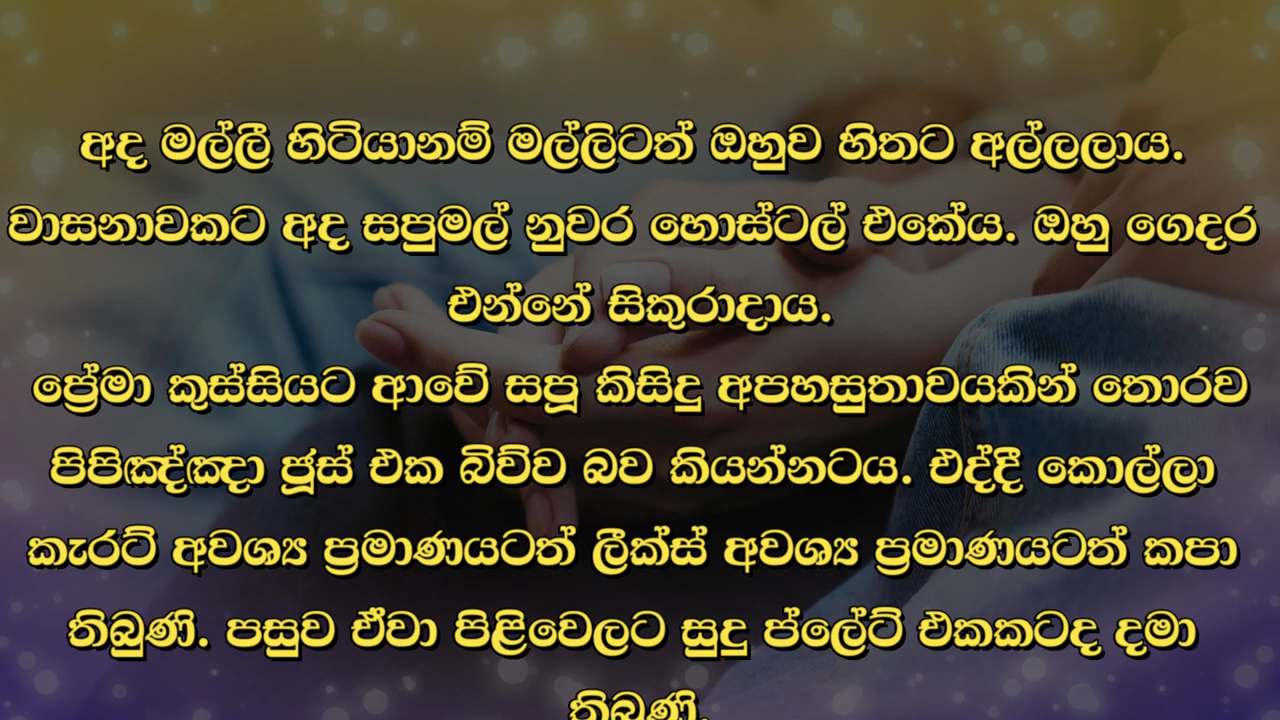 අද මල්ලී හිටියානම් මල්ලිටත් ඔහුව හිතට අල්ලලාය.
වාසනාවකට අද සපුමල් නුවර හොස්ටල් එකේය. ඔහු ගෙදර
එන්නේ සිකුරාදාය.
ප්‍රේමා කුස්සියට ආවේ සපූ කිසිදු අපහසුතාවයකින් තොරව
පිපිඤ්ඤා ජූස් එක බිව්ව බව කියන්නටය. එද්දී කොල්ලා
කැරට් අවශ්‍ය ප්‍රමාණයටත් ලීක්ස් අවශ්‍ය ප්‍රමාණයටත් කපා
තිබුණි. පසුව ඒවා පිළිවෙලට සුදු ප්ලේට් එකකටද දමා
තිබුණි.